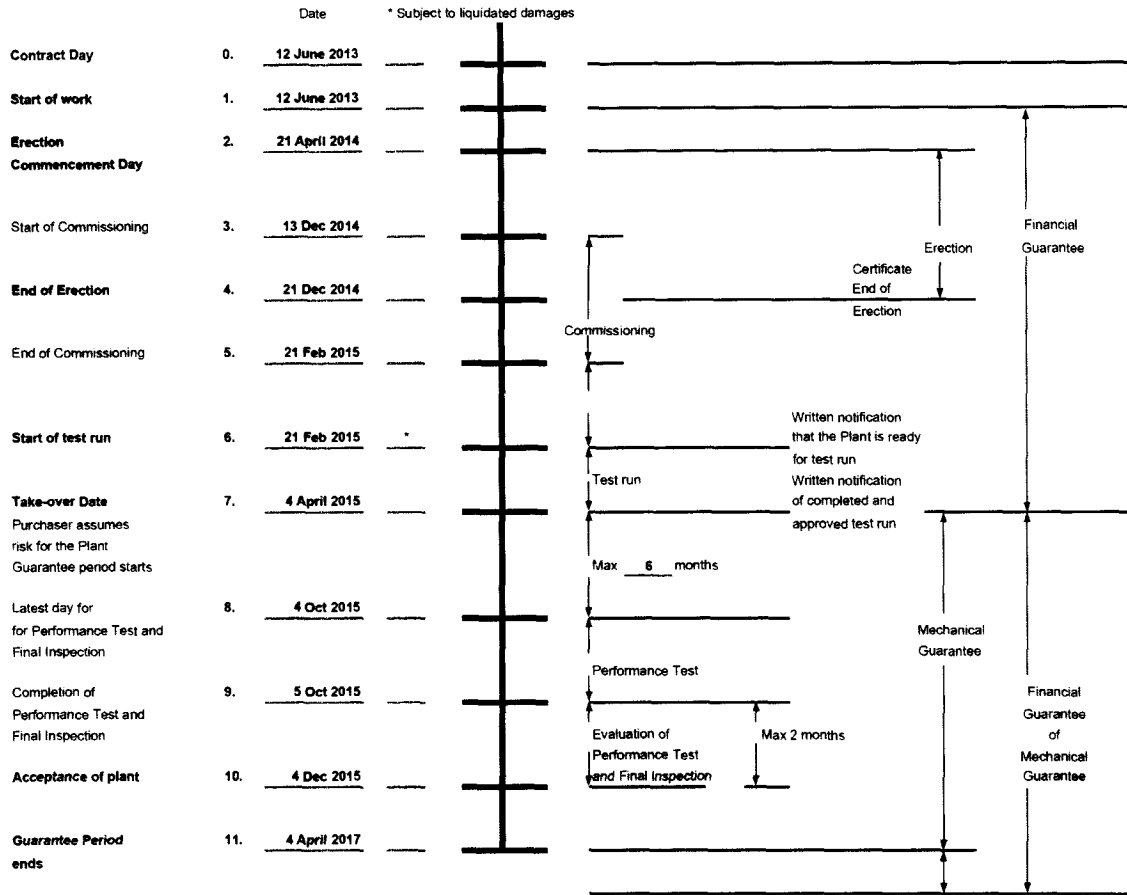 Date * Subject to liquidated damages
Contract Day 0. 12 June 2013
Start of work 1. 12 June 2013
Erection 2. 21 April 2014
Commencement Day
Start of Commissioning 3. 13 Dec 2014
Financial
Guarantee
Erection
Certificate
End of
Erection
End of Erection 4. 21 Dec 2014
Commissioning
End of Commissioning 5. 21 Feb 2015
Start of test run 6. 21 Feb 2015 *
Written notification
that the Plant is ready
for test run
Test run
Written notification
of completed and
approved test run
Take-over Date 7. 4 April 2015
Purchaser assumes
risk for the Plant
Guarantee period starts
Max 6 months
Latest day for 8. 4 Oct 2015
for Performance Test and
Final Inspection
Mechanical
Guarantee
Performance Test
Completion of 9. 5 Oct 2015
Performance Test and
Final Inspection
Financial
Guarantee
of
Mechanical
Guarantee
Evaluation of
Performance Test
and Final Inspection
Max 2 months
Acceptance of plant 10. 4 Dec 2015
Guarantee Period 11. 4 April 2017
ends